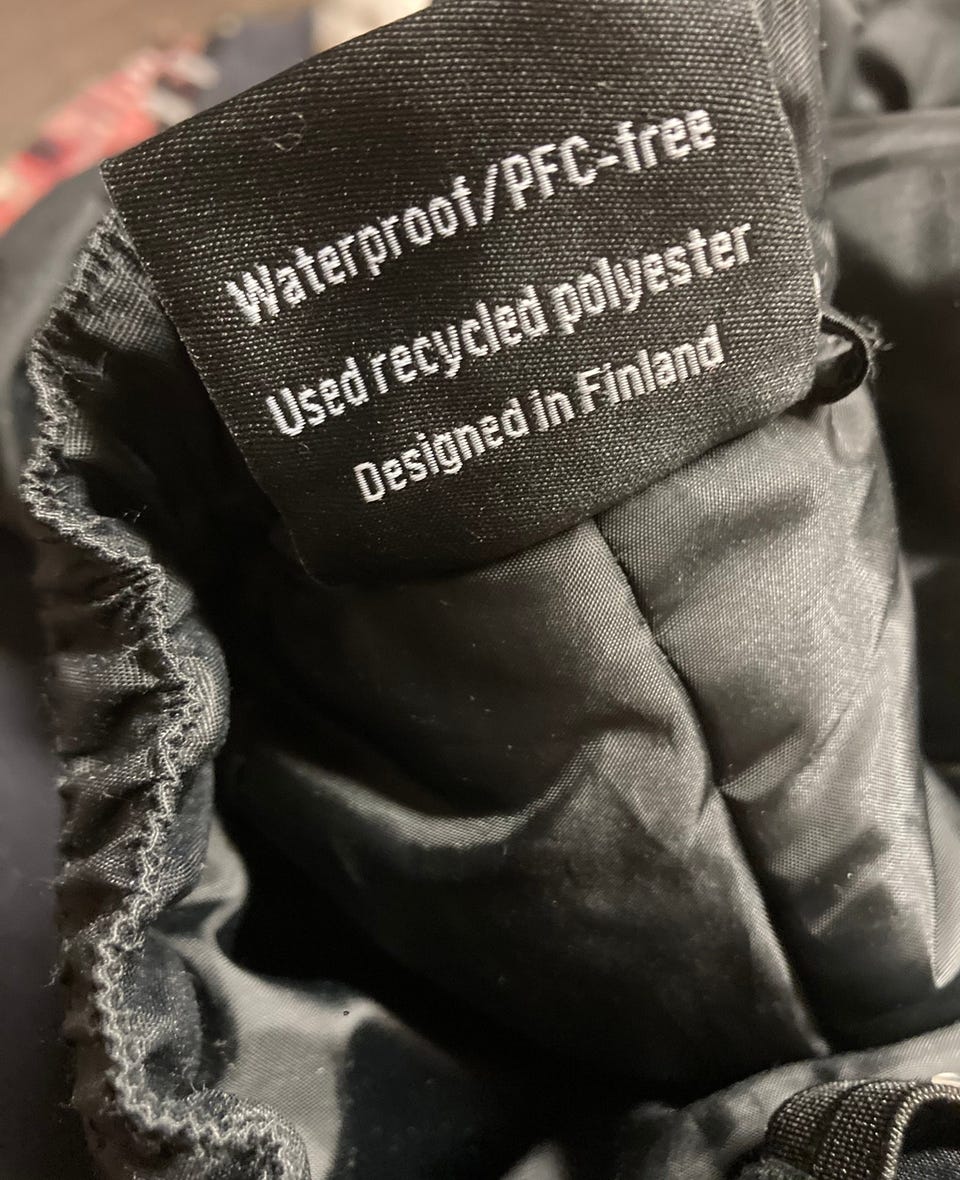 Waterproof/PFC-free
Used recycled polyester
Designed in Finland